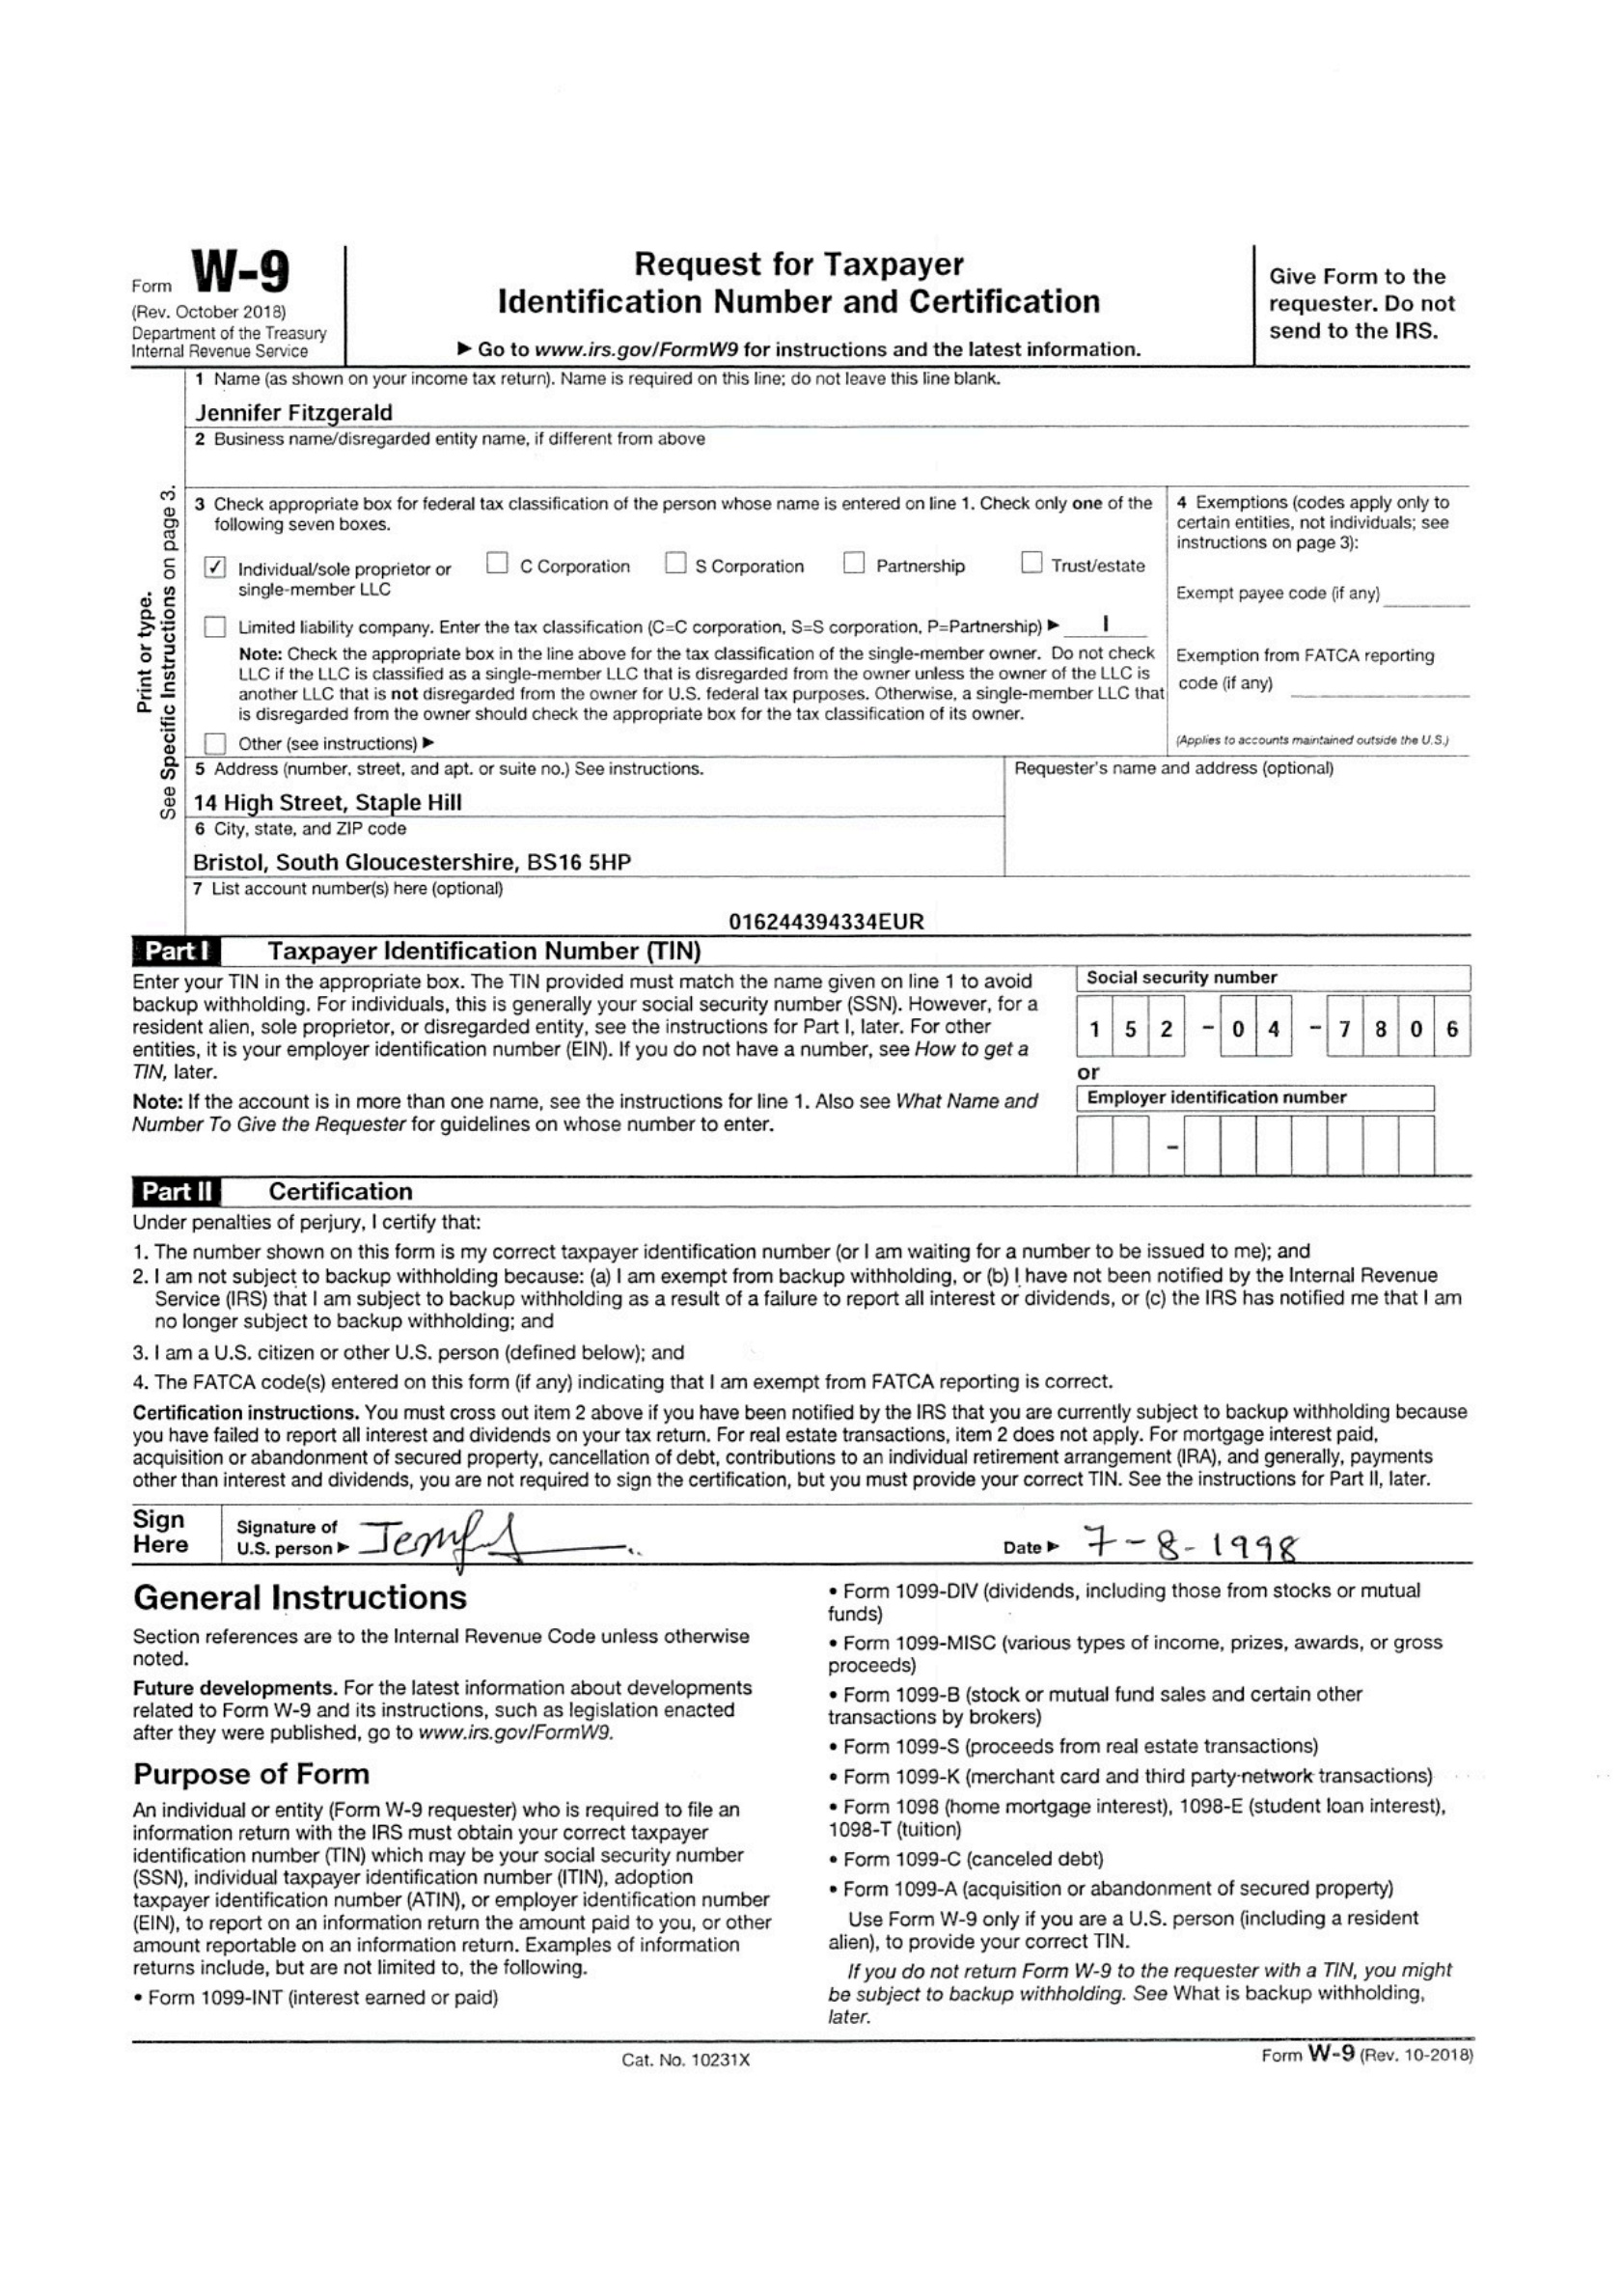 Form W-9
(Rev. October 2018)
Department of the Treasury
Internal Revenue Service
Request for Taxpayer
Identification Number and Certification
▶ Go to www.irs.gov/FormW9 for instructions and the latest information.
Give Form to the
requester. Do not
send to the IRS.
Print or type.
See Specific Instructions on page 3.
1 Name (as shown on your income tax return). Name is required on this line; do not leave this line blank.
Jennifer Fitzgerald
2 Business name/disregarded entity name, if different from above
3 Check appropriate box for federal tax classification of the person whose name is entered on line 1. Check only one of the
following seven boxes.
✓ Individual/sole proprietor or
single-member LLC
C Corporation
S Corporation
Partnership
Trust/estate
Limited liability company. Enter the tax classification (C=C corporation, S=S corporation, P=Partnership) ▶ I
Note: Check the appropriate box in the line above for the tax classification of the single-member owner. Do not check
LLC if the LLC is classified as a single-member LLC that is disregarded from the owner unless the owner of the LLC is
another LLC that is not disregarded from the owner for U.S. federal tax purposes. Otherwise, a single-member LLC that
is disregarded from the owner should check the appropriate box for the tax classification of its owner.
Other (see instructions) ▶
4 Exemptions (codes apply only to
certain entities, not individuals; see
instructions on page 3):
Exempt payee code (if any)
Exemption from FATCA reporting
code (if any)
(Applies to accounts maintained outside the U.S.)
5 Address (number, street, and apt. or suite no.) See instructions.
14 High Street, Staple Hill
6 City, state, and ZIP code
Bristol, South Gloucestershire, BS16 5HP
Requester's name and address (optional)
7 List account number(s) here (optional)
016244394334EUR
Part I Taxpayer Identification Number (TIN)
Enter your TIN in the appropriate box. The TIN provided must match the name given on line 1 to avoid
backup withholding. For individuals, this is generally your social security number (SSN). However, for a
resident alien, sole proprietor, or disregarded entity, see the instructions for Part I, later. For other
entities, it is your employer identification number (EIN). If you do not have a number, see How to get a
TIN, later.
Note: If the account is in more than one name, see the instructions for line 1. Also see What Name and
Number To Give the Requester for guidelines on whose number to enter.
Social security number
1 5 2 - 0 4 - 7 8 0 6
or
Employer identification number
-
Part II Certification
Under penalties of perjury, I certify that:
1. The number shown on this form is my correct taxpayer identification number (or I am waiting for a number to be issued to me); and
2. I am not subject to backup withholding because: (a) I am exempt from backup withholding, or (b) I have not been notified by the Internal Revenue
Service (IRS) that I am subject to backup withholding as a result of a failure to report all interest or dividends, or (c) the IRS has notified me that I am
no longer subject to backup withholding; and
3. I am a U.S. citizen or other U.S. person (defined below); and
4. The FATCA code(s) entered on this form (if any) indicating that I am exempt from FATCA reporting is correct.
Certification instructions. You must cross out item 2 above if you have been notified by the IRS that you are currently subject to backup withholding because
you have failed to report all interest and dividends on your tax return. For real estate transactions, item 2 does not apply. For mortgage interest paid,
acquisition or abandonment of secured property, cancellation of debt, contributions to an individual retirement arrangement (IRA), and generally, payments
other than interest and dividends, you are not required to sign the certification, but you must provide your correct TIN. See the instructions for Part II, later.
Sign
Here
Signature of
U.S. person ▶
Date ▶ 7-8-1998
General Instructions
Section references are to the Internal Revenue Code unless otherwise
noted.
Future developments. For the latest information about developments
related to Form W-9 and its instructions, such as legislation enacted
after they were published, go to www.irs.gov/FormW9.
Purpose of Form
An individual or entity (Form W-9 requester) who is required to file an
information return with the IRS must obtain your correct taxpayer
identification number (TIN) which may be your social security number
(SSN), individual taxpayer identification number (ITIN), adoption
taxpayer identification number (ATIN), or employer identification number
(EIN), to report on an information return the amount paid to you, or other
amount reportable on an information return. Examples of information
returns include, but are not limited to, the following.
• Form 1099-INT (interest earned or paid)
• Form 1099-DIV (dividends, including those from stocks or mutual
funds)
• Form 1099-MISC (various types of income, prizes, awards, or gross
proceeds)
• Form 1099-B (stock or mutual fund sales and certain other
transactions by brokers)
• Form 1099-S (proceeds from real estate transactions)
• Form 1099-K (merchant card and third party network transactions)
• Form 1098 (home mortgage interest), 1098-E (student loan interest),
1098-T (tuition)
• Form 1099-C (canceled debt)
• Form 1099-A (acquisition or abandonment of secured property)
Use Form W-9 only if you are a U.S. person (including a resident
alien), to provide your correct TIN.
If you do not return Form W-9 to the requester with a TIN, you might
be subject to backup withholding. See What is backup withholding,
later.
Cat. No. 10231X
Form W-9 (Rev. 10-2018)